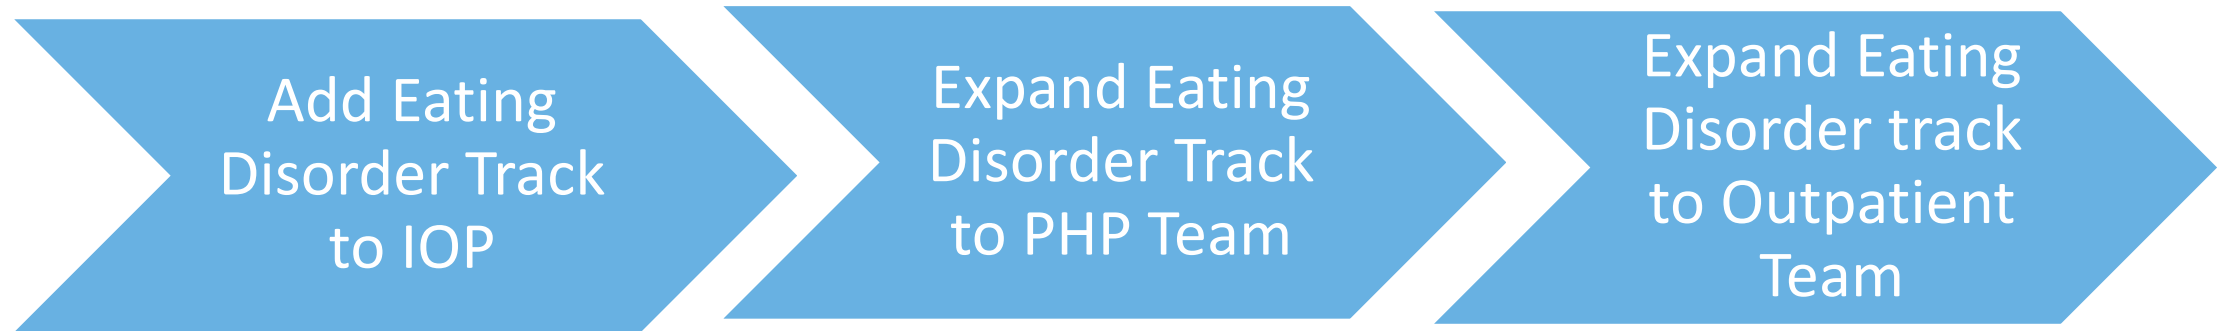 Add Eating
Disorder Track
to IOP
Expand Eating
Disorder Track
to PHP Team
Expand Eating
Disorder track
to Outpatient
Team